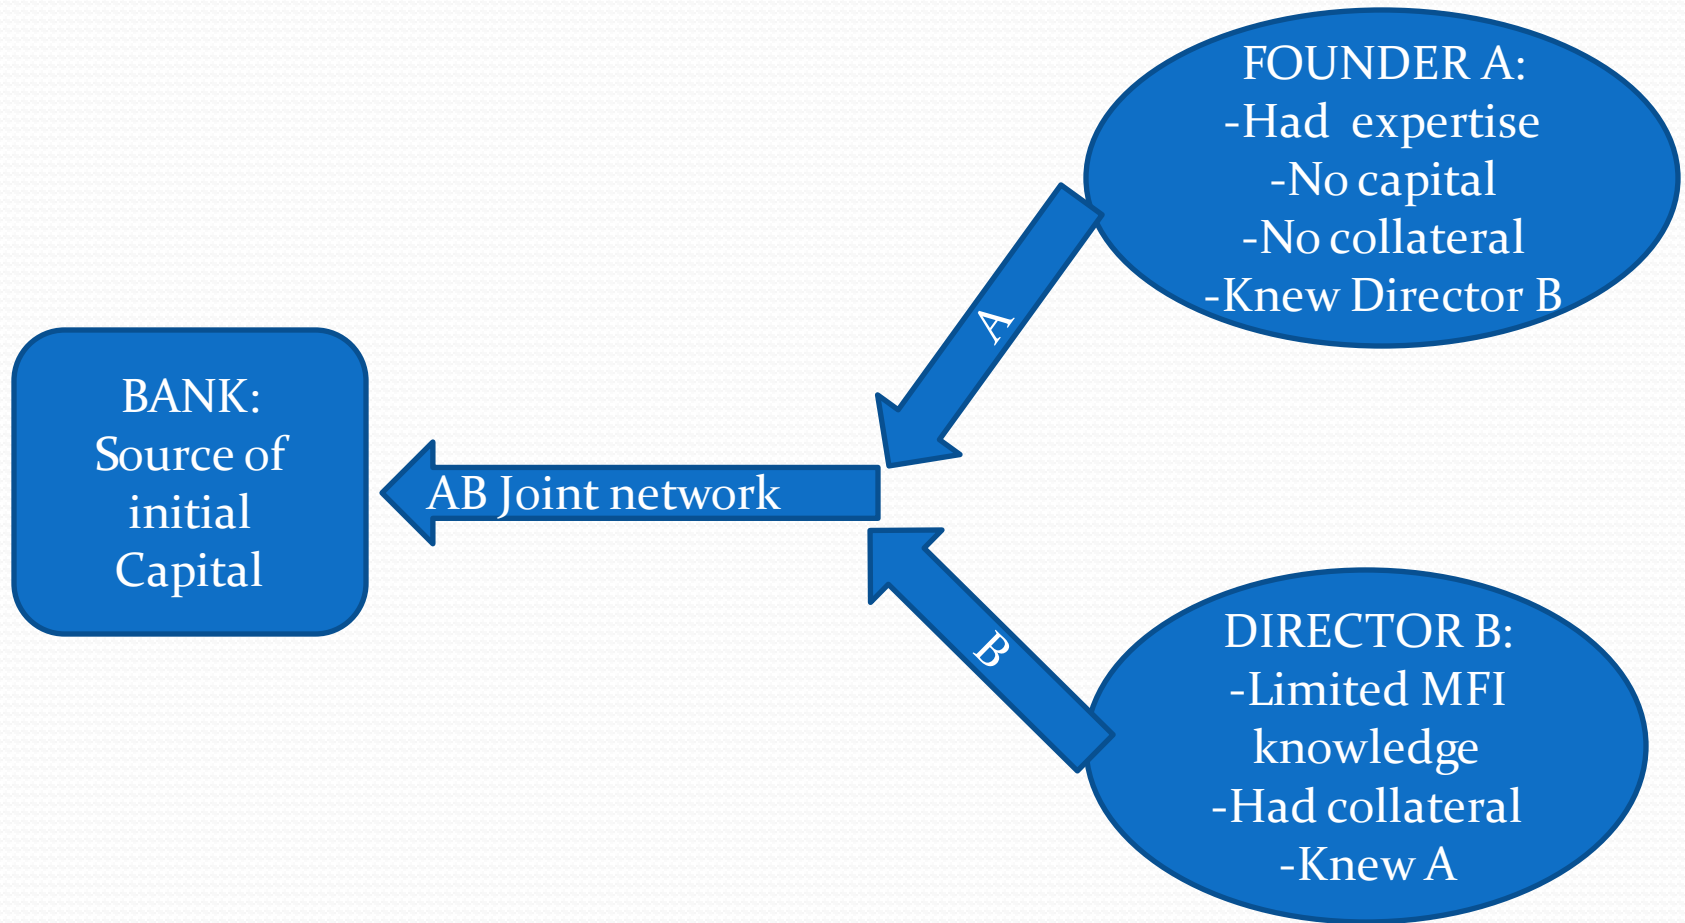 FOUNDER A:
-Had expertise
-No capital
-No collateral
-Knew Director B
A
BANK:
Source of
initial
Capital
AB Joint network
B
DIRECTOR B:
-Limited MFI
knowledge
-Had collateral
-Knew A